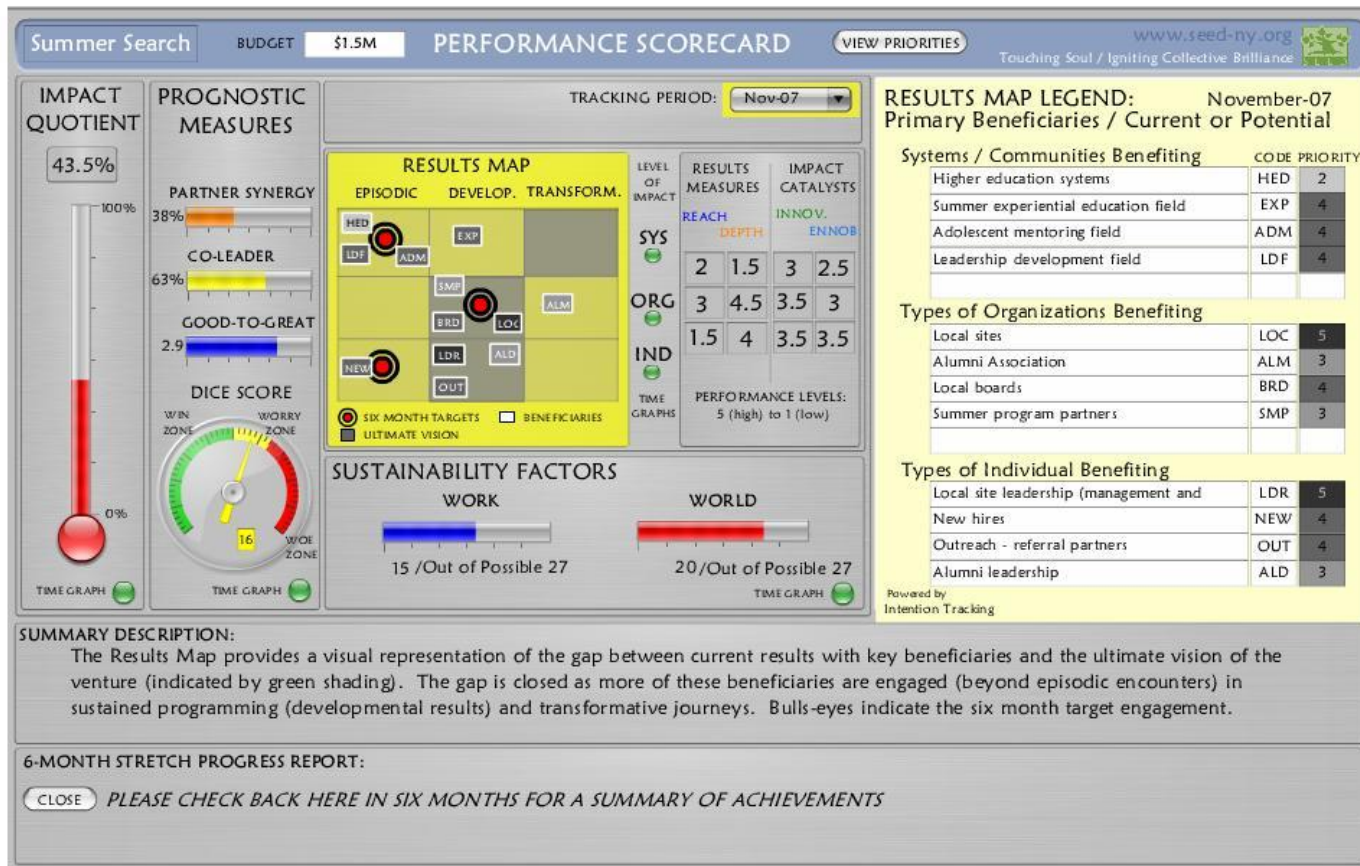 Summer Search
BUDGET $1.5M
PERFORMANCE SCORECARD
VIEW PRIORITIES
www.seed-ny.org
Touching Soul / Igniting Collective Brilliance
IMPACT
QUOTIENT
43.5%
100%
0%
TIME GRAPH
PROGNOSTIC
MEASURES
PARTNER SYNERGY
38%
CO-LEADER
63%
GOOD-TO-GREAT
2.9
DICE SCORE
WIN
ZONE
WORRY
ZONE
16
WOE
ZONE
TIME GRAPH
TRACKING PERIOD: Nov-07
RESULTS MAP
EPISODIC DEVELOP. TRANSFORM.
HED
EXP
LDF
ADM
SMP
ALM
BRD
LOC
LDR
ALD
NEW
OUT
SIX MONTH TARGETS BENEFICIARIES
ULTIMATE VISION
LEVEL
OF
IMPACT
SYS
ORG
IND
TIME
GRAPHS
RESULTS
MEASURES
REACH
DEPTH
IMPACT
CATALYSTS
INNOV.
ENNOB
2 1.5 3 2.5
3 4.5 3.5 3
1.5 4 3.5 3.5
PERFORMANCE LEVELS:
5 (high) to 1 (low)
SUSTAINABILITY FACTORS
WORK
15 /Out of Possible 27
WORLD
20/Out of Possible 27
TIME GRAPH
RESULTS MAP LEGEND: November-07
Primary Beneficiaries / Current or Potential
Systems / Communities Benefiting CODE PRIORITY
Higher education systems HED 2
Summer experiential education field EXP 4
Adolescent mentoring field ADM 4
Leadership development field LDF 4
Types of Organizations Benefiting
Local sites LOC 5
Alumni Association ALM 3
Local boards BRD 4
Summer program partners SMP 3
Types of Individual Benefiting
Local site leadership (management and LDR 5
New hires NEW 4
Outreach - referral partners OUT 4
Alumni leadership ALD 3
Powered by
Intention Tracking
SUMMARY DESCRIPTION:
The Results Map provides a visual representation of the gap between current results with key beneficiaries and the ultimate vision of the
venture (indicated by green shading). The gap is closed as more of these beneficiaries are engaged (beyond episodic encounters) in
sustained programming (developmental results) and transformative journeys. Bulls-eyes indicate the six month target engagement.
6-MONTH STRETCH PROGRESS REPORT:
CLOSE PLEASE CHECK BACK HERE IN SIX MONTHS FOR A SUMMARY OF ACHIEVEMENTS